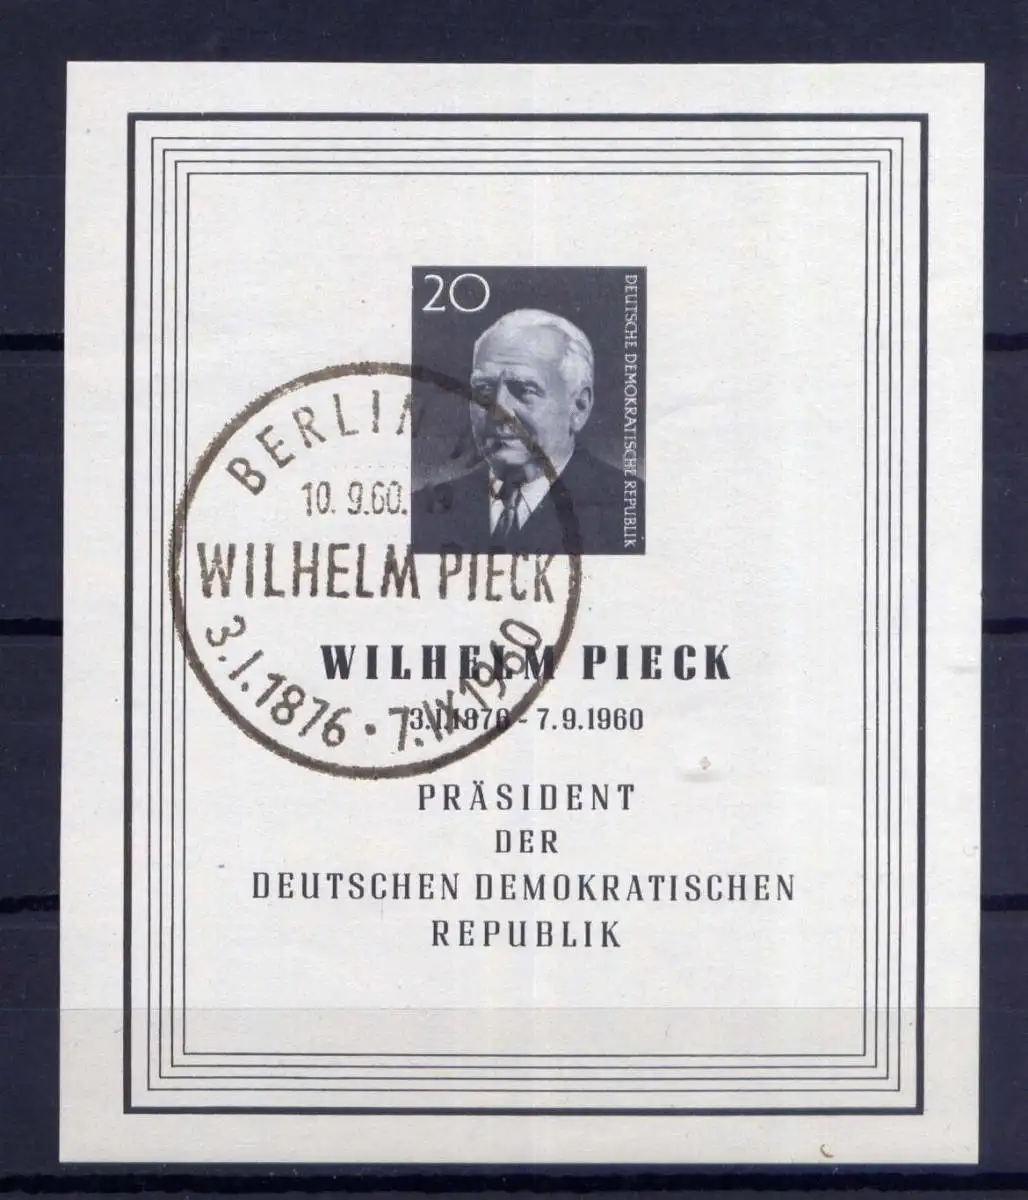 20
DEUTSCHE DEMOKRATISCHE REPUBLIK
BERLIN
10. 9.60.
WILHELM PIECK
3.I.1876 · 7.IX.1960
WILHELM PIECK
3.1.1876 - 7.9.1960
PRÄSIDENT
DER
DEUTSCHEN DEMOKRATISCHEN
REPUBLIK